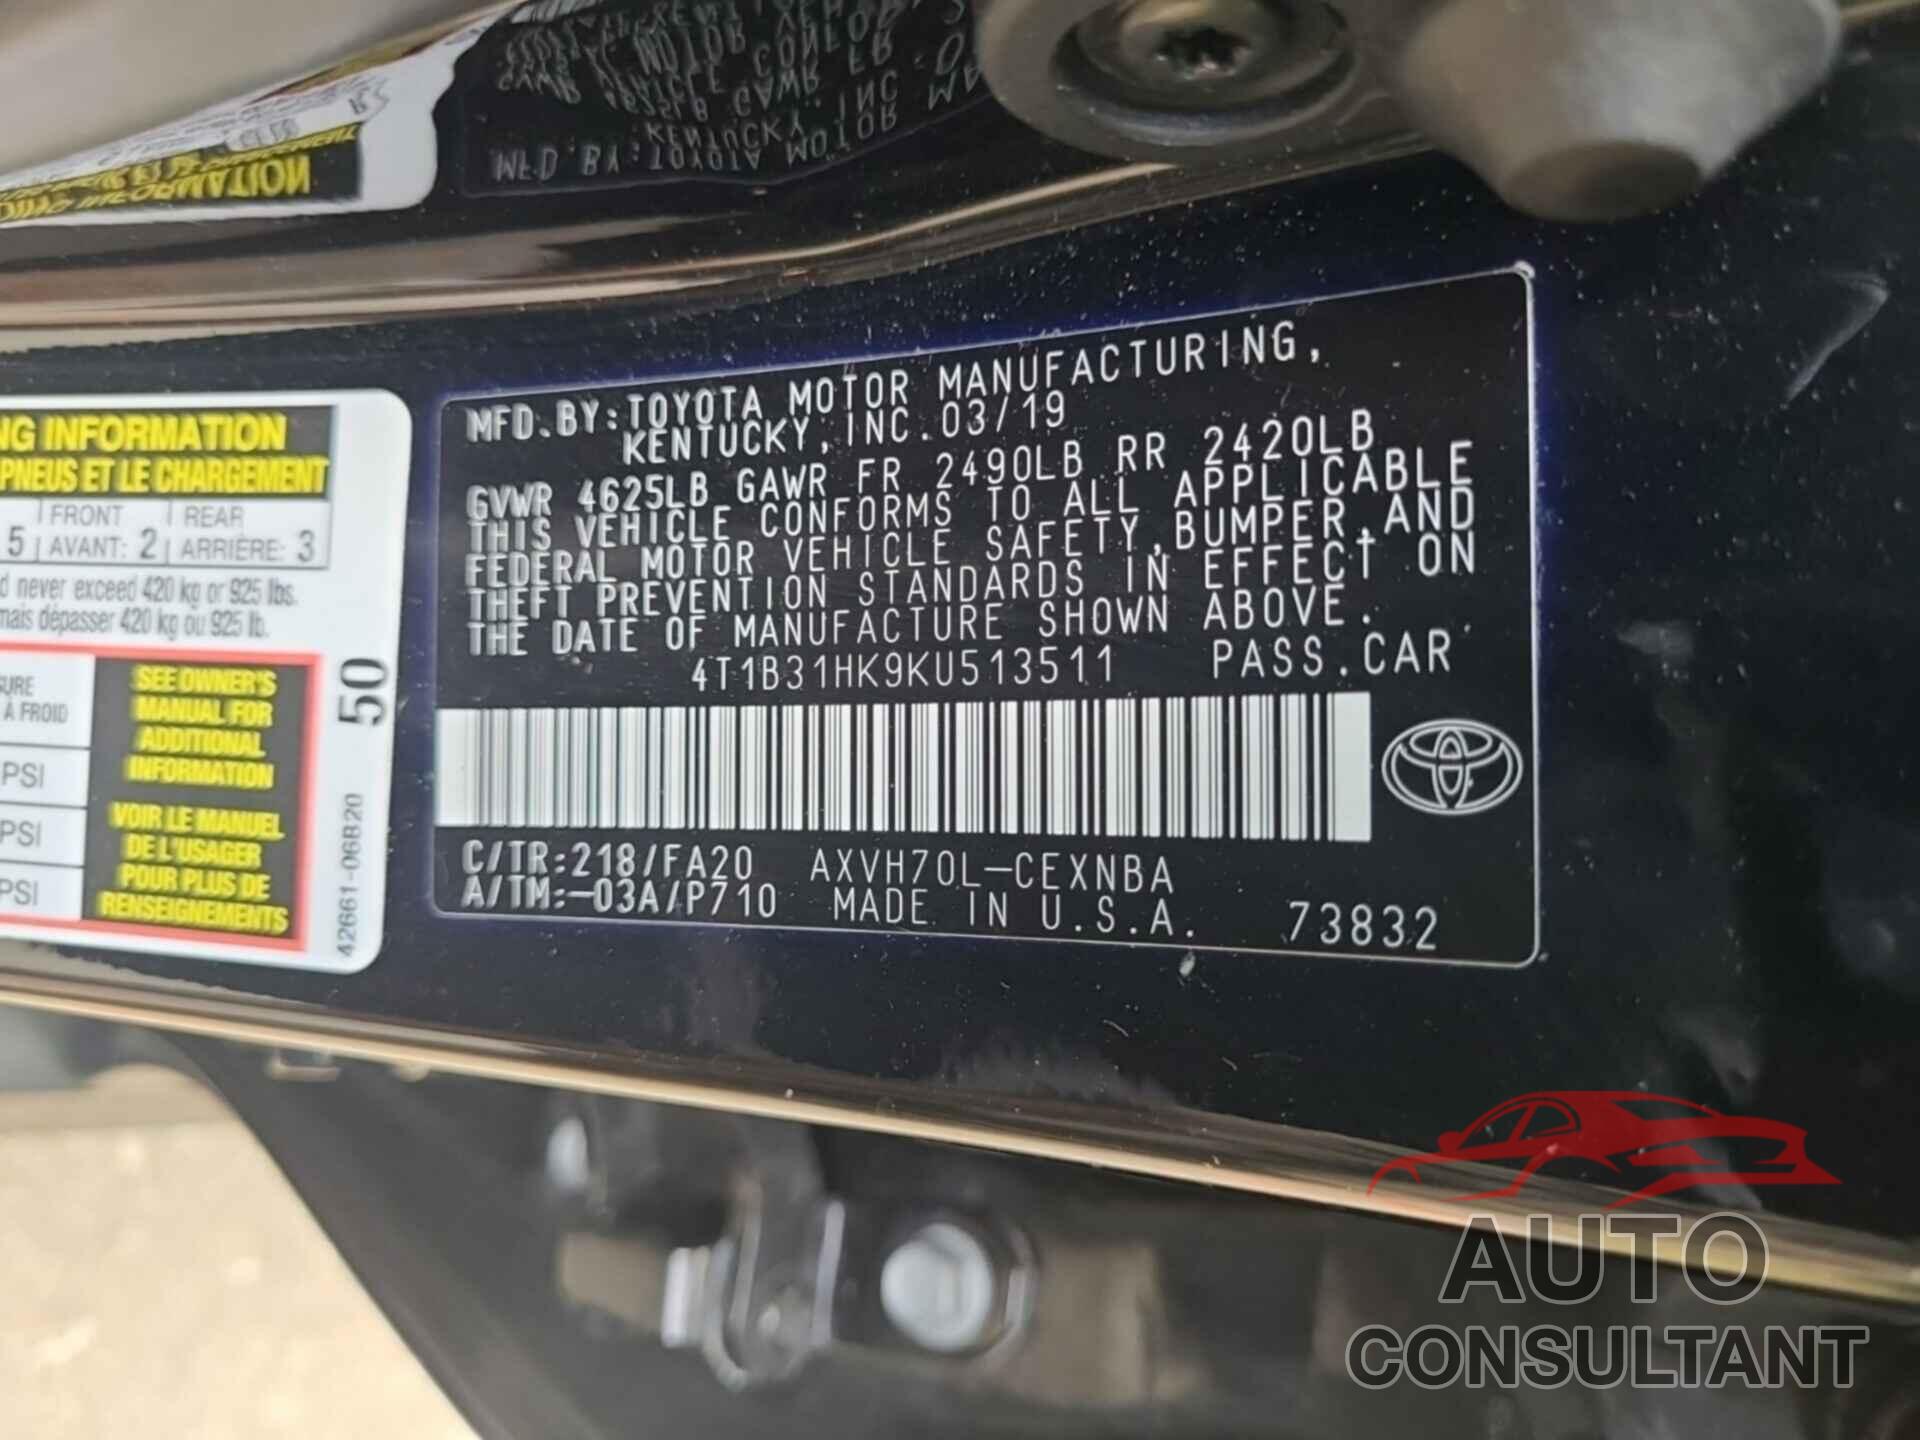 MFD.BY:TOYOTA MOTOR MANUFACTURING,
KENTUCKY, INC. 03/19
GVWR 4625LB GAWR FR 2490LB RR 2420LB
THIS VEHICLE CONFORMS TO ALL APPLICABLE
FEDERAL MOTOR VEHICLE SAFETY,BUMPER,AND
THEFT PREVENTION STANDARDS IN EFFECT ON
THE DATE OF MANUFACTURE SHOWN ABOVE.
4T1B31HK9KU513511 PASS.CAR
C/TR:218/FA20 AXVH70L-CEXNBA
A/TM:-03A/P710 MADE IN U.S.A. 73832
NG INFORMATION
PNEUS ET LE CHARGEMENT
5 FRONT REAR
AVANT: 2 ARRIÈRE: 3
never exceed 420 kg or 925 lbs.
mais dépasser 420 kg ou 925 lb.
À FROID
PSI
PSI
PSI
SEE OWNER'S
MANUAL FOR
ADDITIONAL
INFORMATION
VOIR LE MANUEL
DE L'USAGER
POUR PLUS DE
RENSEIGNEMENTS
50
42661-06B20
AUTO
CONSULTANT